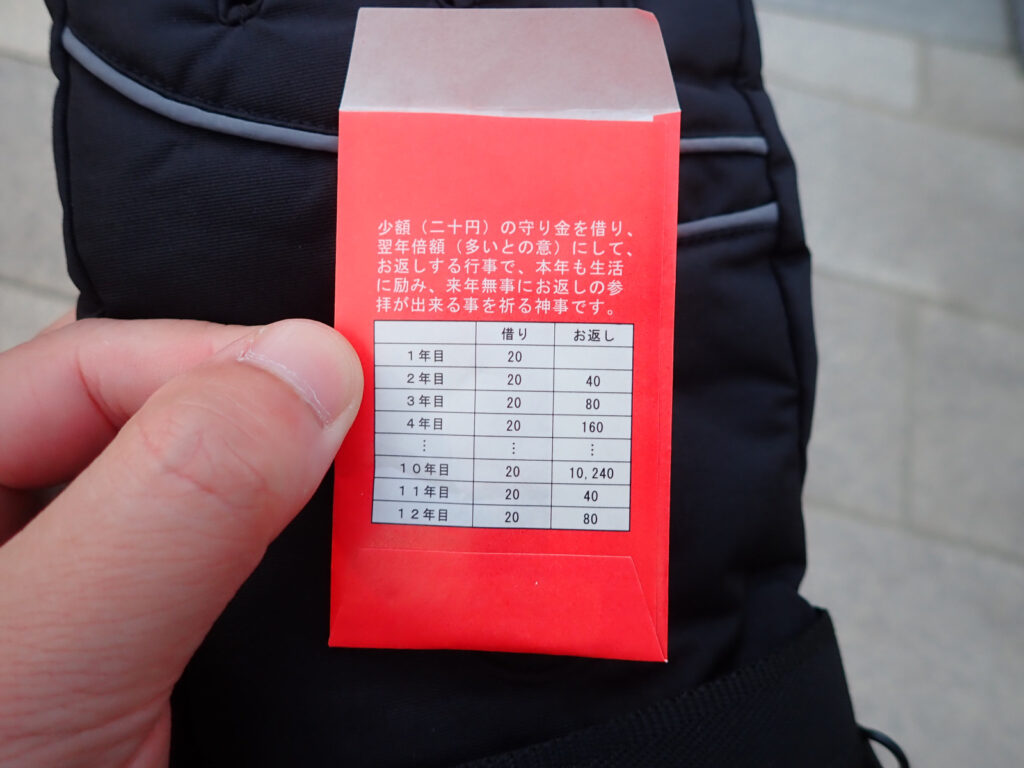 少額（二十円）の守り金を借り、
翌年倍額（多いとの意）にして、
お返しする行事で、本年も生活
に励み、来年無事にお返しの参
拝が出来る事を祈る神事です。
借り お返し
１年目 20
２年目 20 40
３年目 20 80
４年目 20 160
⋮ ⋮ ⋮
１０年目 20 10,240
１１年目 20 40
１２年目 20 80